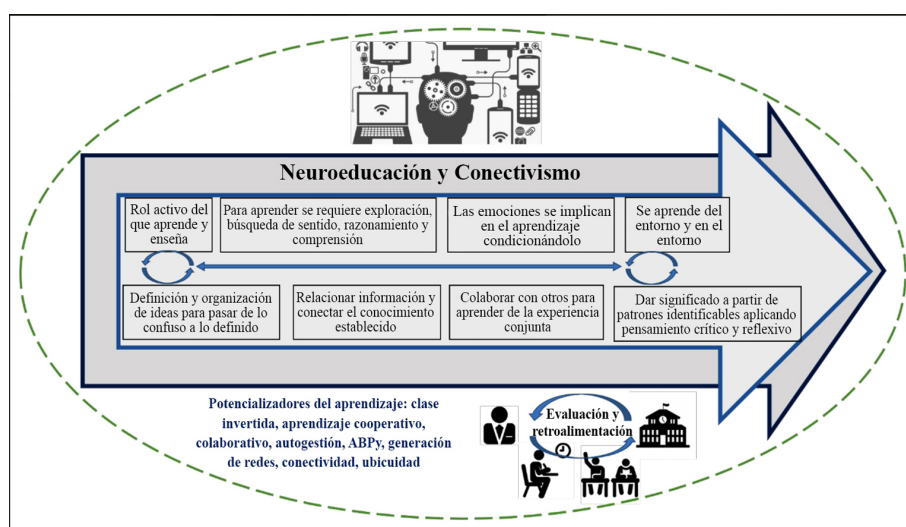 Neuroeducación y Conectivismo
Rol activo del
que aprende y
enseña
Para aprender se requiere exploración,
búsqueda de sentido, razonamiento y
comprensión
Las emociones se implican
en el aprendizaje
condicionándolo
Se aprende del
entorno y en el
entorno
Definición y organización
de ideas para pasar de lo
confuso a lo definido
Relacionar información y
conectar el conocimiento
establecido
Colaborar con otros para
aprender de la experiencia
conjunta
Dar significado a partir de
patrones identificables aplicando
pensamiento crítico y reflexivo
Potencializadores del aprendizaje: clase
invertida, aprendizaje cooperativo,
colaborativo, autogestión, ABPy, generación
de redes, conectividad, ubicuidad
Evaluación y
retroalimentación